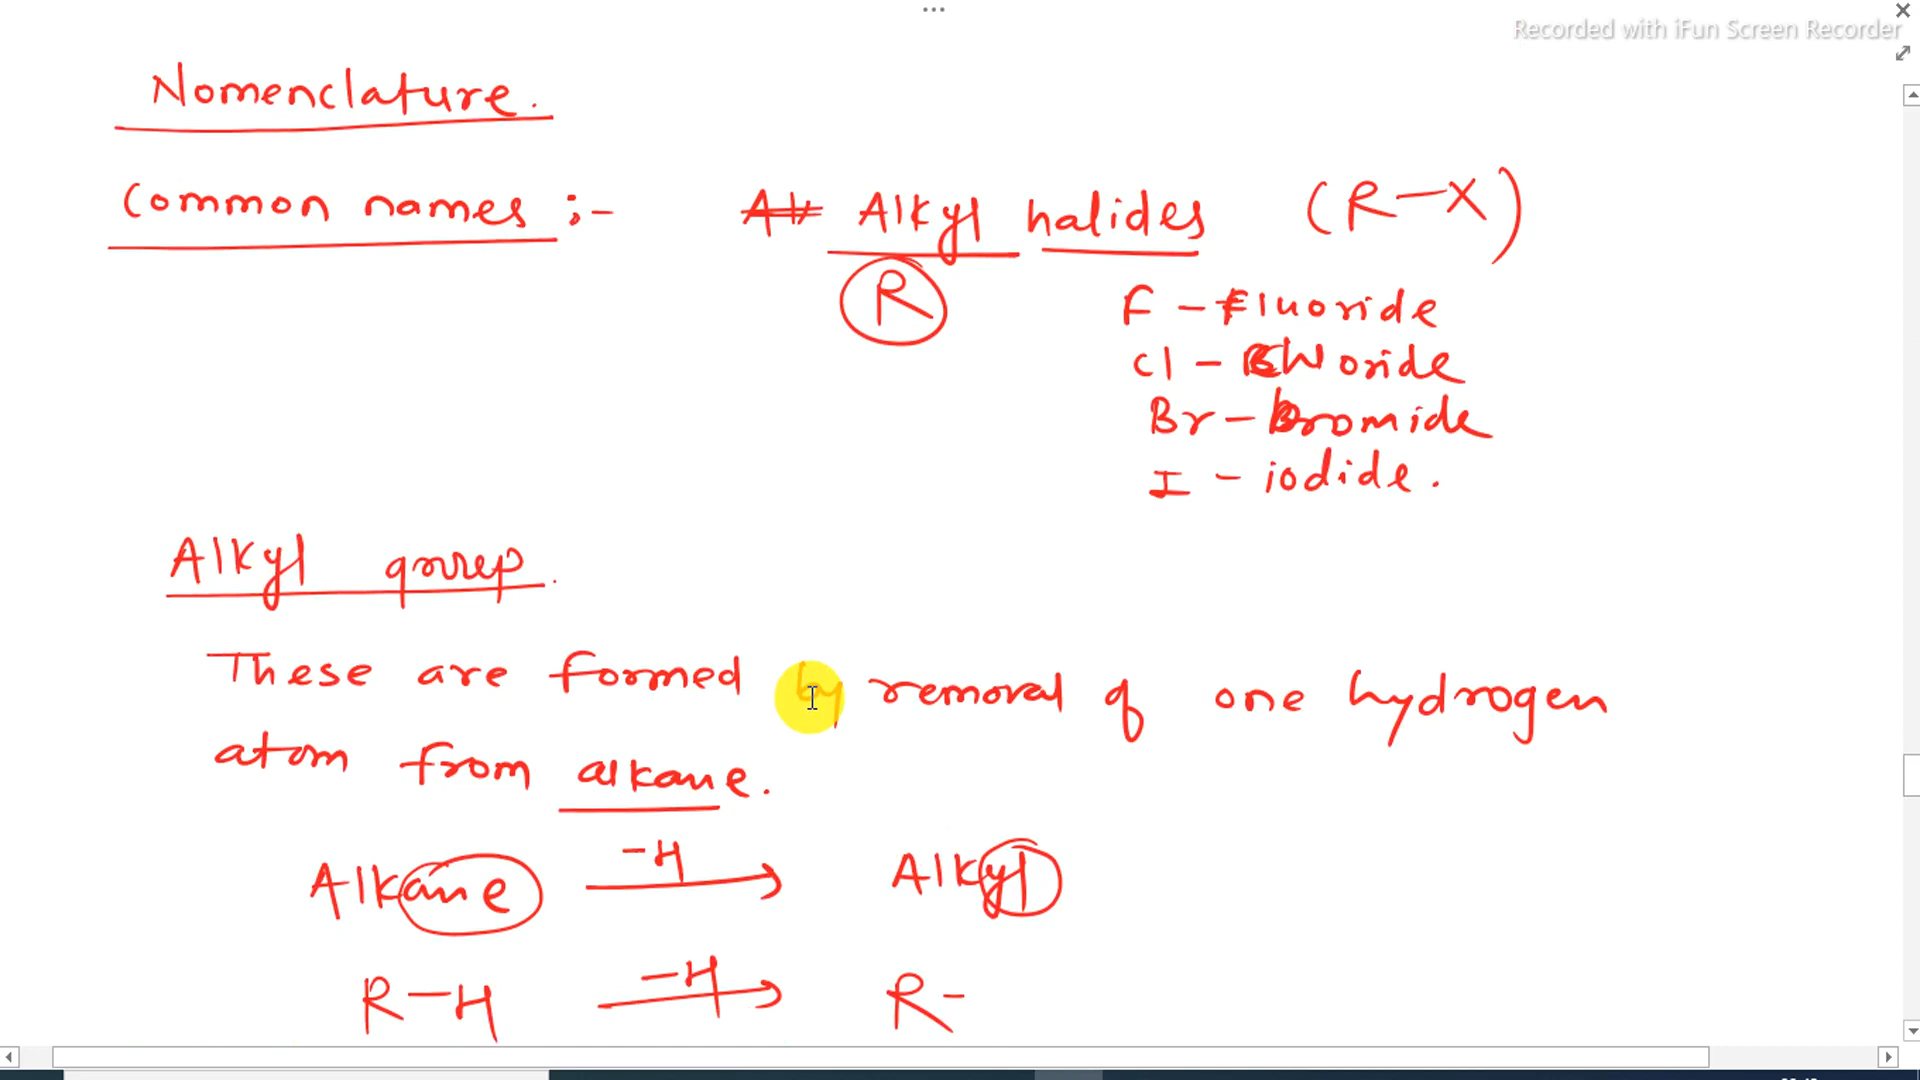 Recorded with iFun Screen Recorder
Nomenclature.
Common names :- Alkyl halides (R-X)
R
F - Fluoride
Cl - Chloride
Br - Bromide
I - iodide.
Alkyl group.
These are formed by removal of one hydrogen
atom from alkane.
Alkane -H → Alkyl
R-H -H → R-